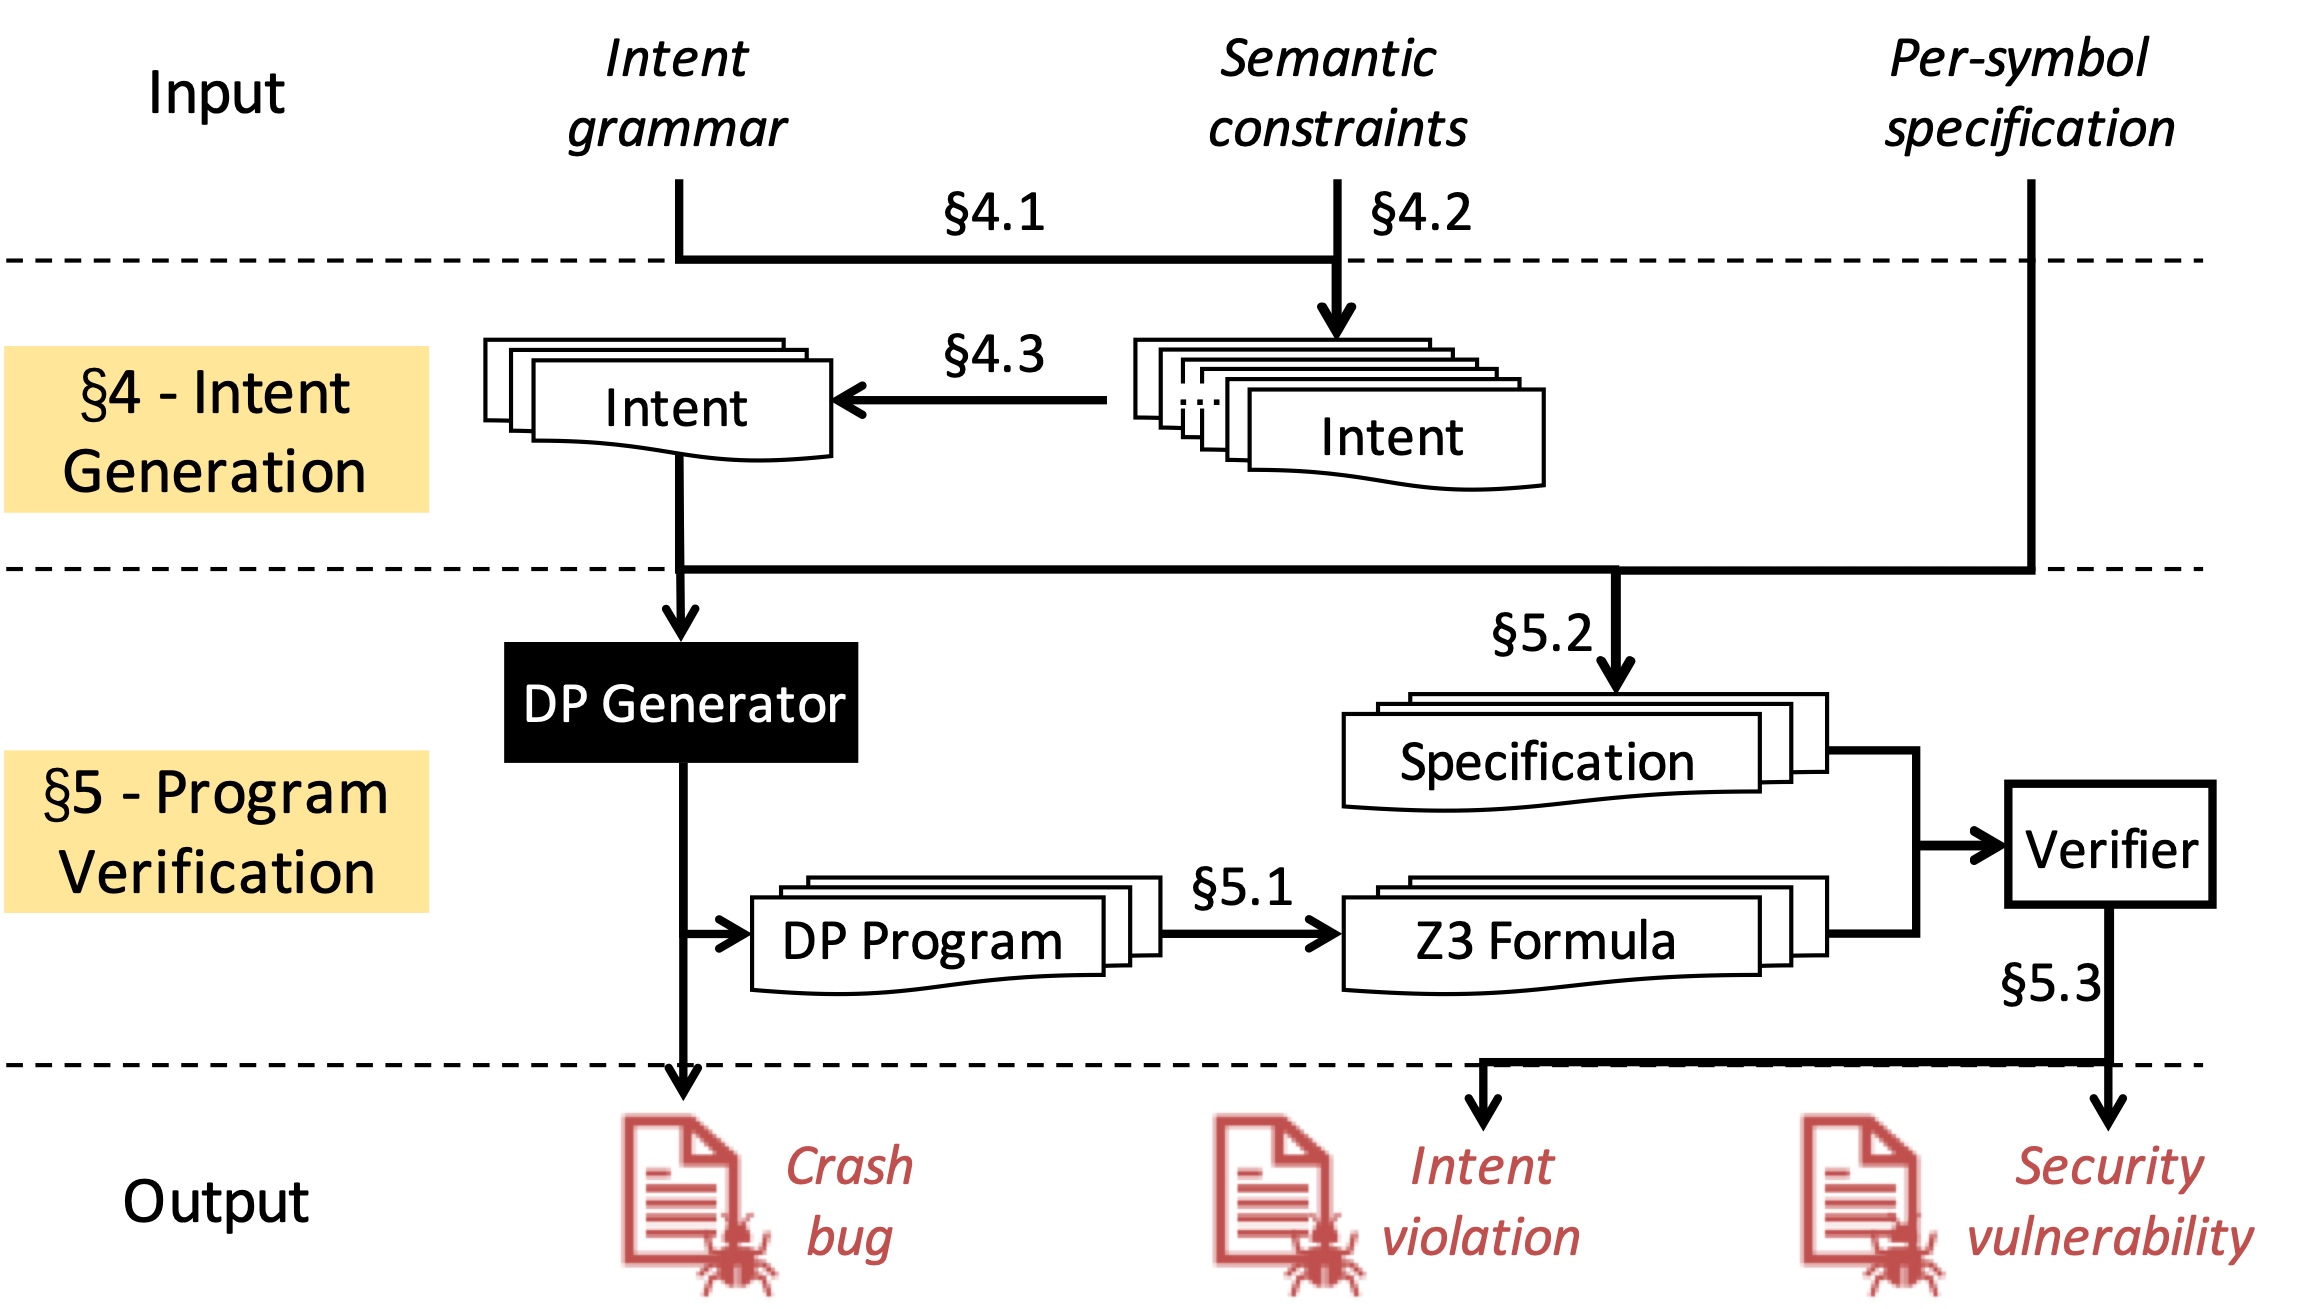 Input
Intent
grammar
Semantic
constraints
Per-symbol
specification
§4.1
§4.2
§4 - Intent
Generation
Intent
§4.3
...
Intent
§5 - Program
Verification
DP Generator
§5.2
Specification
DP Program
§5.1
Z3 Formula
Verifier
§5.3
Output
Crash
bug
Intent
violation
Security
vulnerability